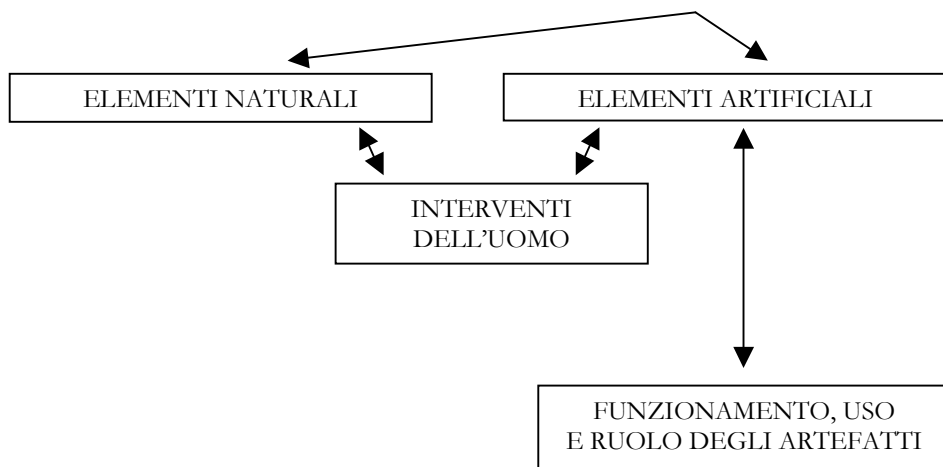 ELEMENTI NATURALI
ELEMENTI ARTIFICIALI
INTERVENTI
DELL’UOMO
FUNZIONAMENTO, USO
E RUOLO DEGLI ARTEFATTI